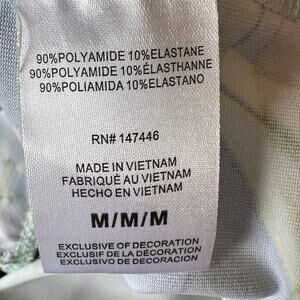 90%POLYAMIDE 10%ELASTANE
90%POLYAMIDE 10%ÉLASTHANNE
90%POLIAMIDA 10%ELASTANO
RN# 147446
MADE IN VIETNAM
FABRIQUÉ AU VIETNAM
HECHO EN VIETNAM
M/M/M
EXCLUSIVE OF DECORATION
EXCLUSIF DE LA DÉCORATION
EXCLUSIVO DE DECORACION